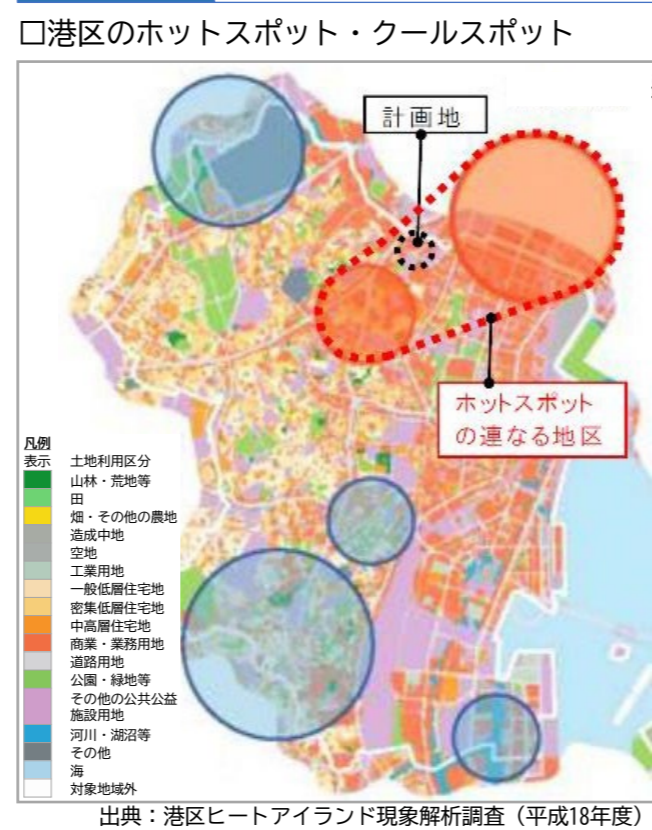 □港区のホットスポット・クールスポット
計画地
ホットスポット
の連なる地区
凡例
表示 土地利用区分
山林・荒地等
田
畑・その他の農地
造成中地
空地
工業用地
一般低層住宅地
密集低層住宅地
中高層住宅地
商業・業務用地
道路用地
公園・緑地等
その他の公共公益
施設用地
河川・湖沼等
その他
海
対象地域外
出典：港区ヒートアイランド現象解析調査（平成18年度）